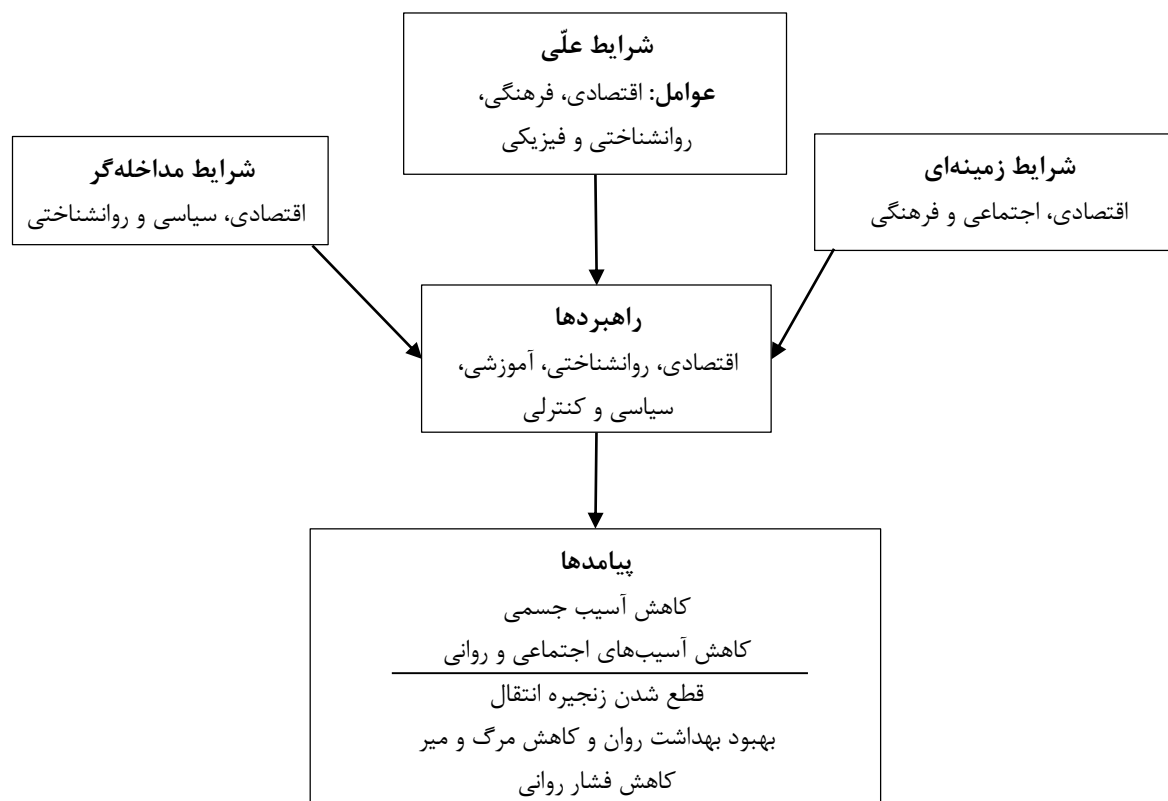 شرایط علّی
عوامل: اقتصادی، فرهنگی،
روانشناختی و فیزیکی
شرایط زمینه‌ای
اقتصادی، اجتماعی و فرهنگی
شرایط مداخله‌گر
اقتصادی، سیاسی و روانشناختی
راهبردها
اقتصادی، روانشناختی، آموزشی،
سیاسی و کنترلی
پیامدها
کاهش آسیب جسمی
کاهش آسیب‌های اجتماعی و روانی
قطع شدن زنجیره انتقال
بهبود بهداشت روان و کاهش مرگ و میر
کاهش فشار روانی